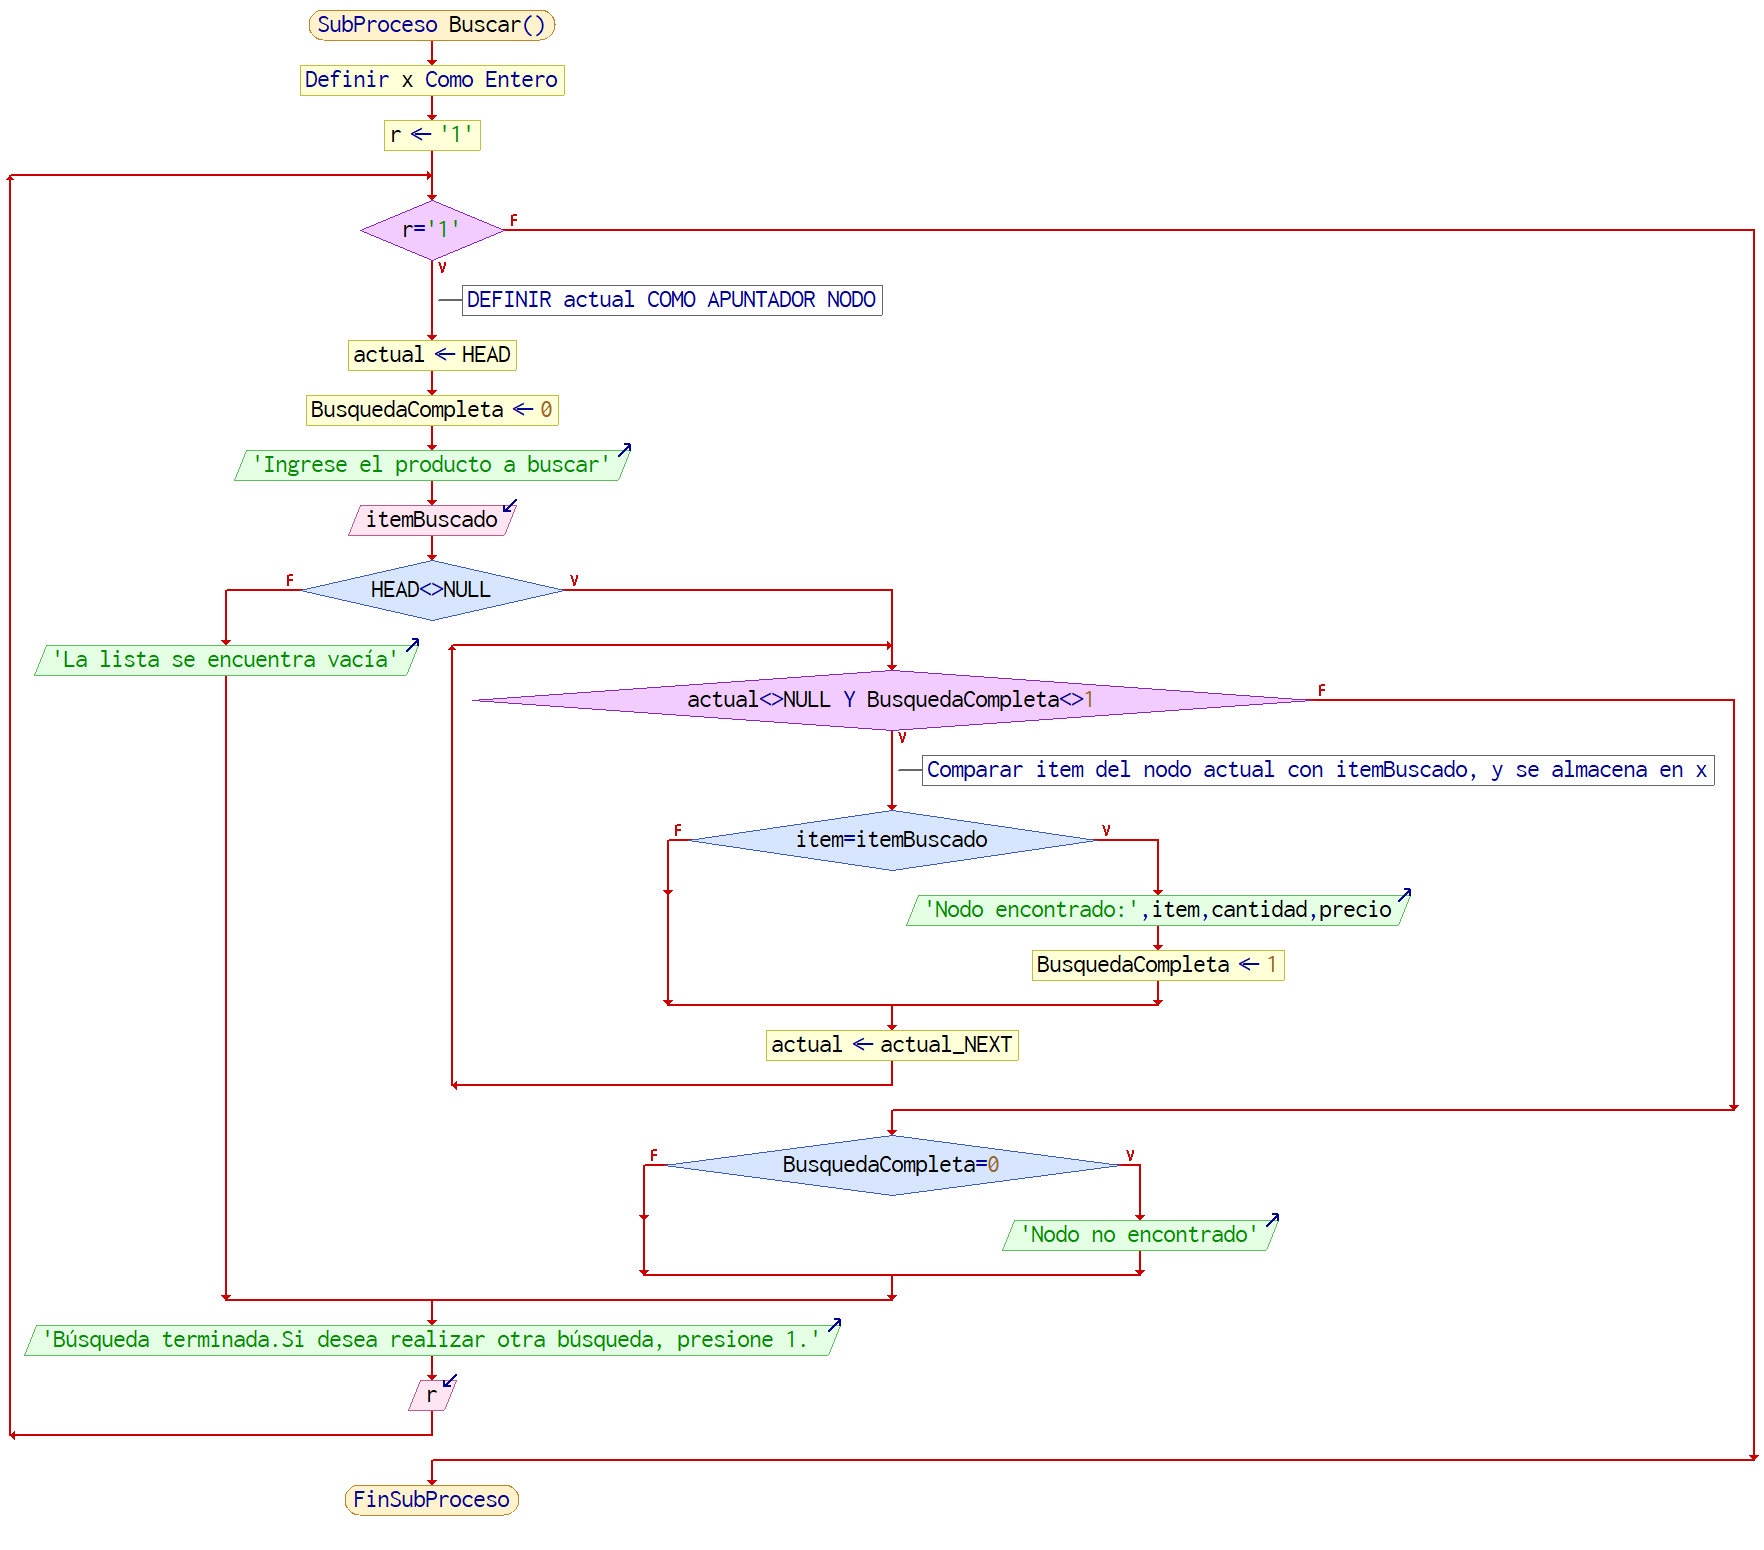 SubProceso Buscar()
Definir x Como Entero
r ← '1'
r='1'
F
V
DEFINIR actual COMO APUNTADOR NODO
actual ← HEAD
BusquedaCompleta ← 0
'Ingrese el producto a buscar'
itemBuscado
F
HEAD<>NULL
V
'La lista se encuentra vacía'
actual<>NULL Y BusquedaCompleta<>1
F
V
Comparar item del nodo actual con itemBuscado, y se almacena en x
F
item=itemBuscado
V
'Nodo encontrado:',item,cantidad,precio
BusquedaCompleta ← 1
actual ← actual_NEXT
F
BusquedaCompleta=0
V
'Nodo no encontrado'
'Búsqueda terminada.Si desea realizar otra búsqueda, presione 1.'
r
FinSubProceso